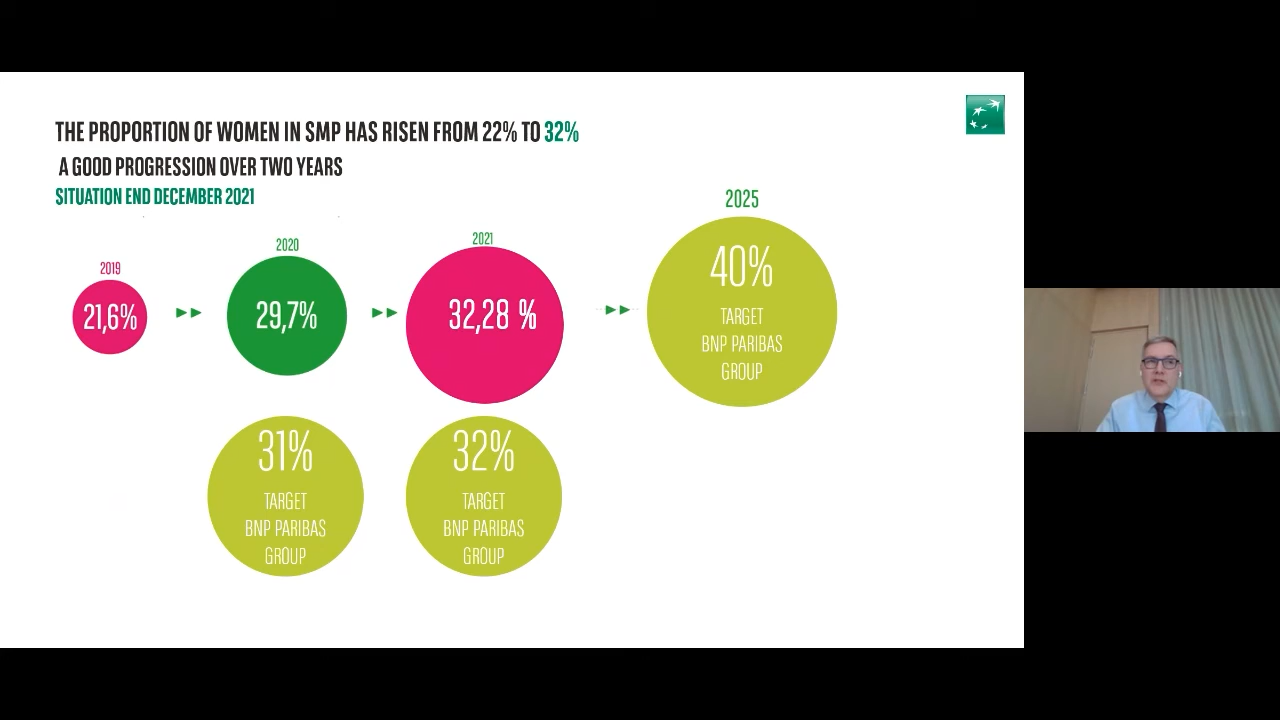 THE PROPORTION OF WOMEN IN SMP HAS RISEN FROM 22% TO 32%
A GOOD PROGRESSION OVER TWO YEARS
SITUATION END DECEMBER 2021
2019
21,6%
2020
29,7%
2021
32,28 %
2025
40%
TARGET
BNP PARIBAS
GROUP
31%
TARGET
BNP PARIBAS
GROUP
32%
TARGET
BNP PARIBAS
GROUP